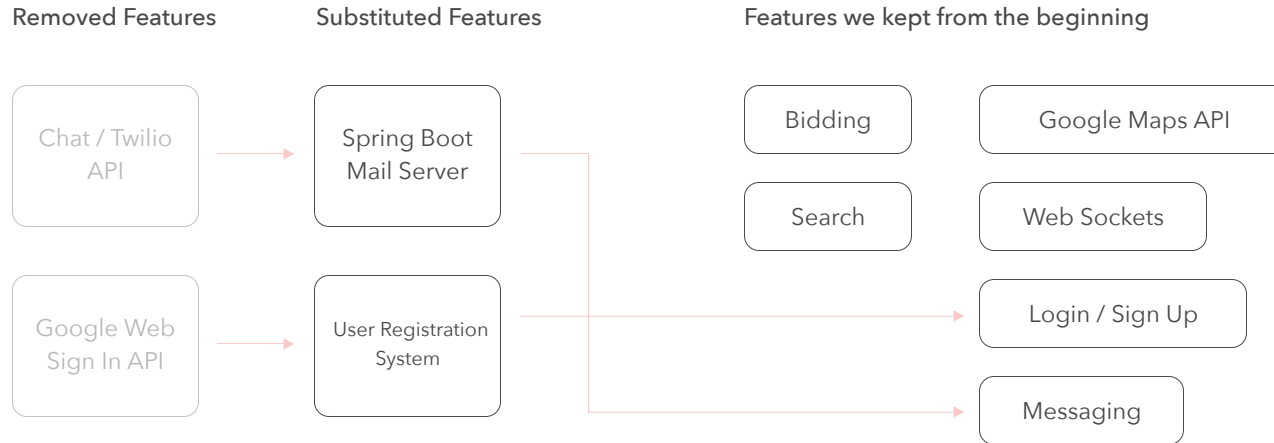 Removed Features
Substituted Features
Features we kept from the beginning
Chat / Twilio
API
Spring Boot
Mail Server
Bidding
Google Maps API
Search
Web Sockets
Google Web
Sign In API
User Registration
System
Login / Sign Up
Messaging